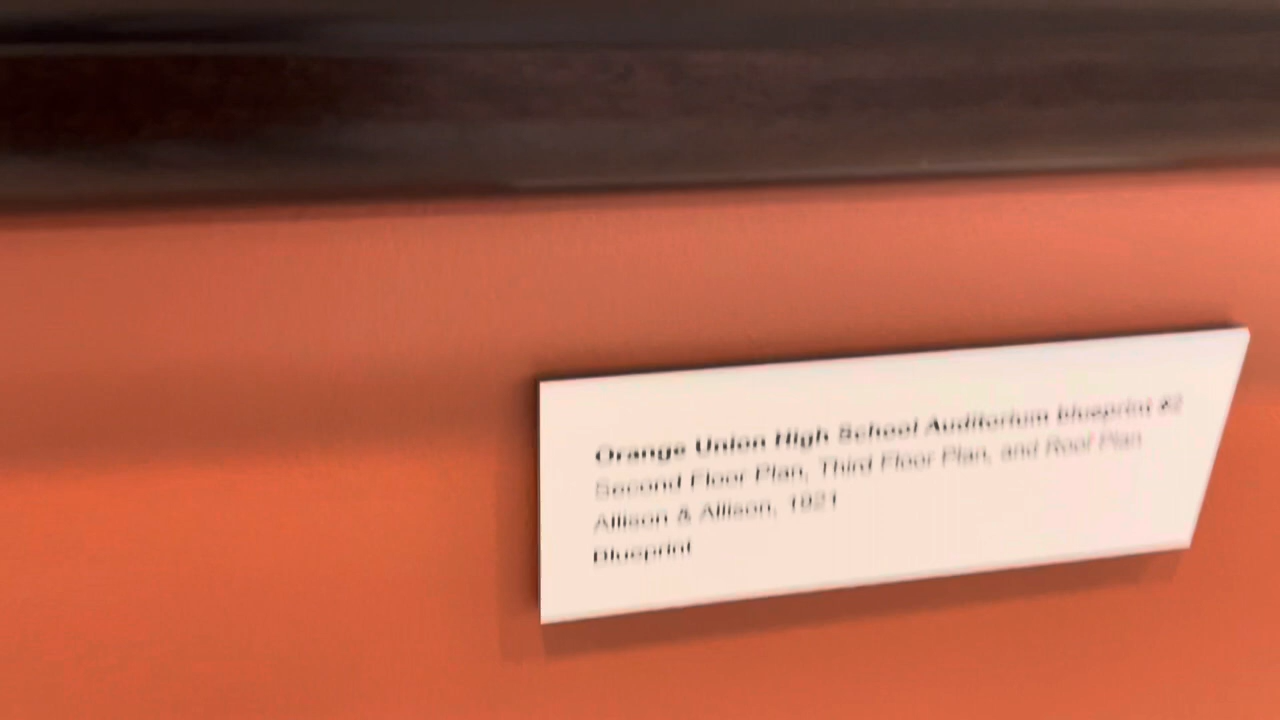 Orange Union High School Auditorium blueprint #2
Second Floor Plan, Third Floor Plan, and Roof Plan
Allison & Allison, 1921
Blueprint